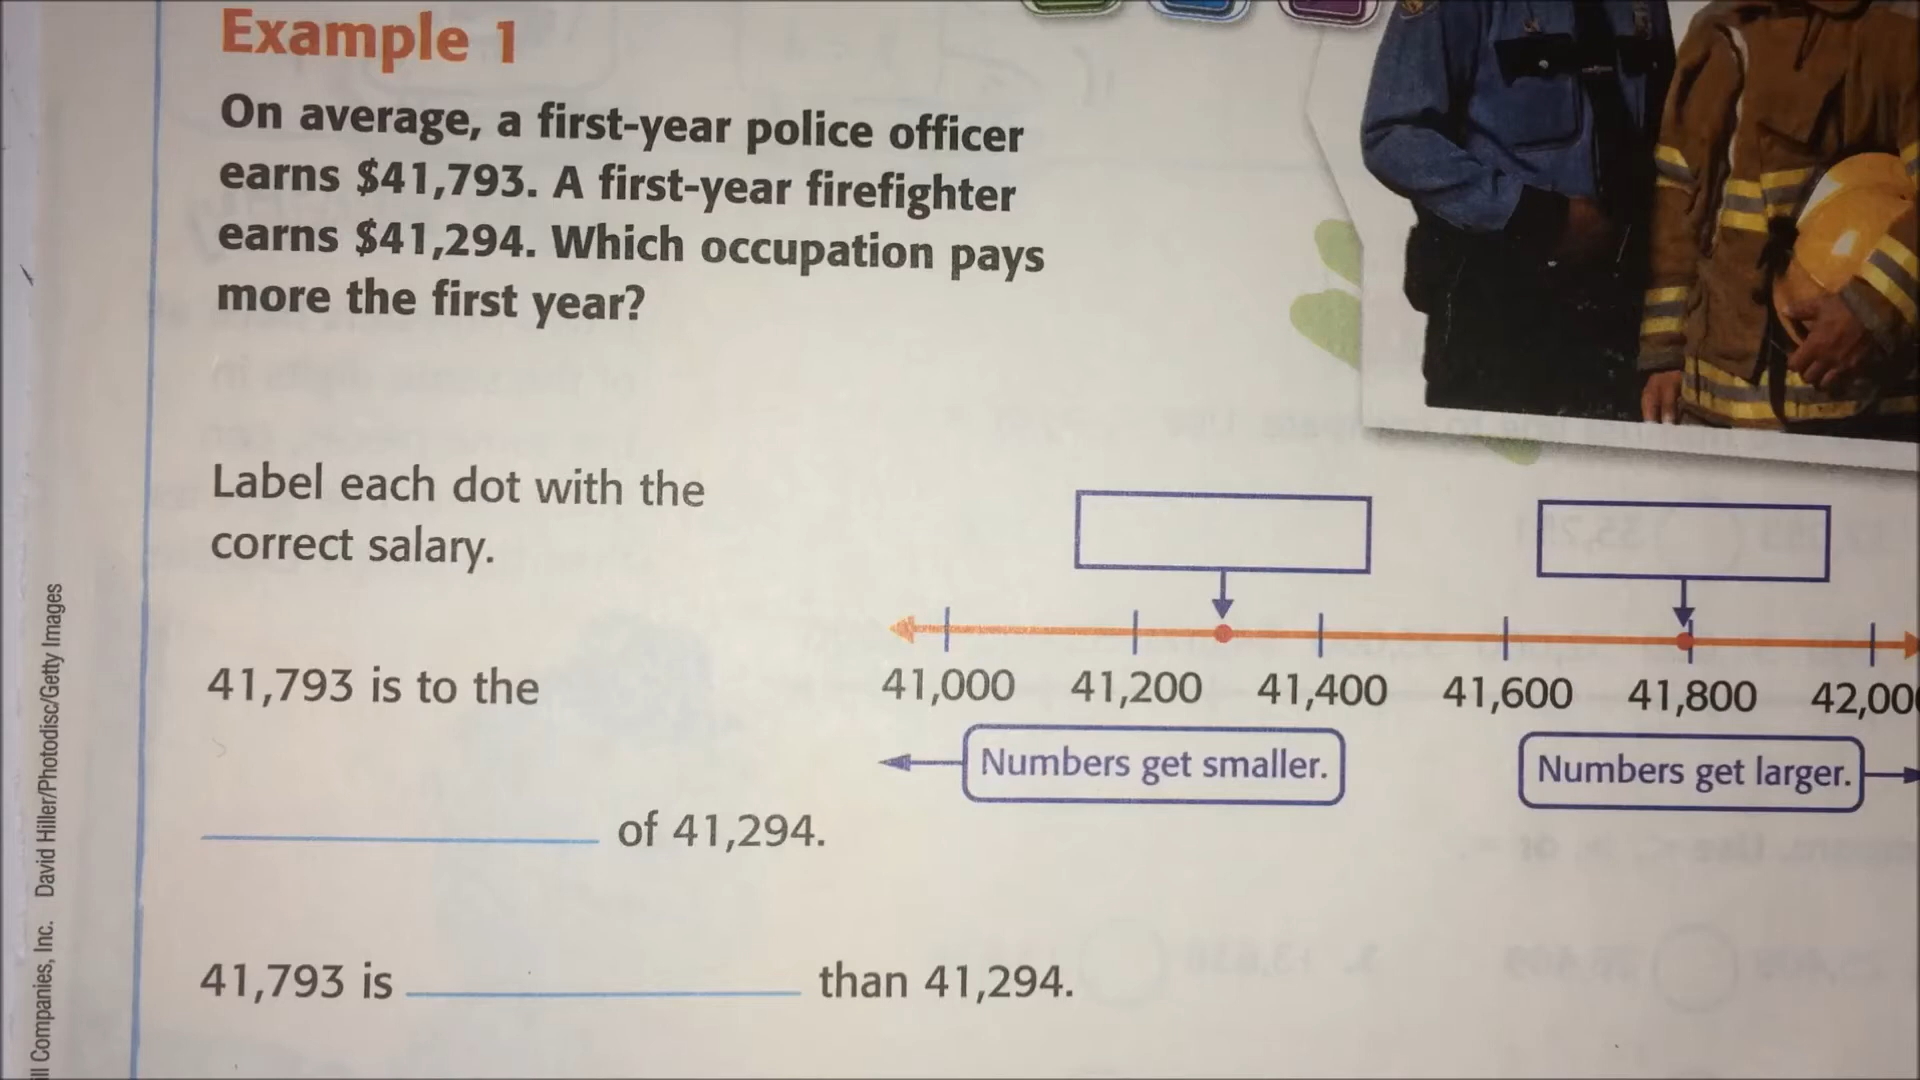 Example 1
On average, a first-year police officer
earns $41,793. A first-year firefighter
earns $41,294. Which occupation pays
more the first year?
Label each dot with the
correct salary.
41,000 41,200 41,400 41,600 41,800
Numbers get smaller. Numbers get larger.
41,793 is to the
of 41,294.
41,793 is than 41,294.
Companies, Inc. David Hiller/Photodisc/Getty Images